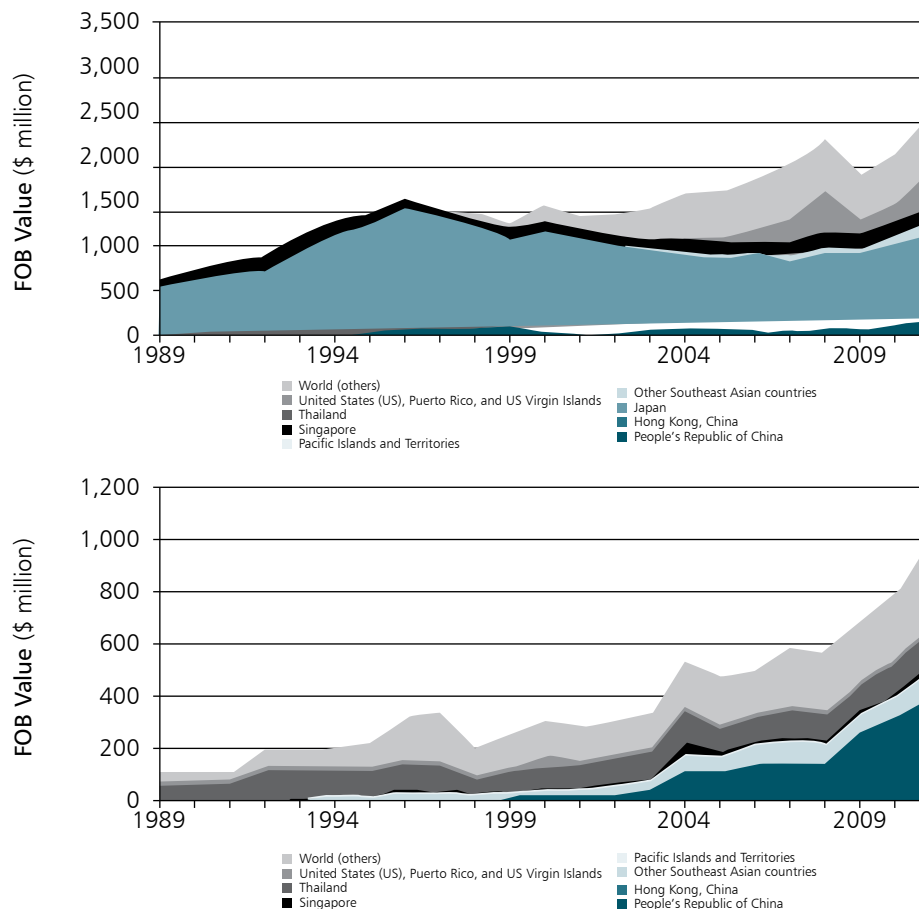 FOB Value ($ million)
3,500
3,000
2,500
2,000
1,500
1,000
500
0
1989 1994 1999 2004 2009
World (others)
United States (US), Puerto Rico, and US Virgin Islands
Thailand
Singapore
Pacific Islands and Territories
Other Southeast Asian countries
Japan
Hong Kong, China
People's Republic of China
FOB Value ($ million)
1,200
1,000
800
600
400
200
0
1989 1994 1999 2004 2009
World (others)
United States (US), Puerto Rico, and US Virgin Islands
Thailand
Singapore
Pacific Islands and Territories
Other Southeast Asian countries
Hong Kong, China
People's Republic of China